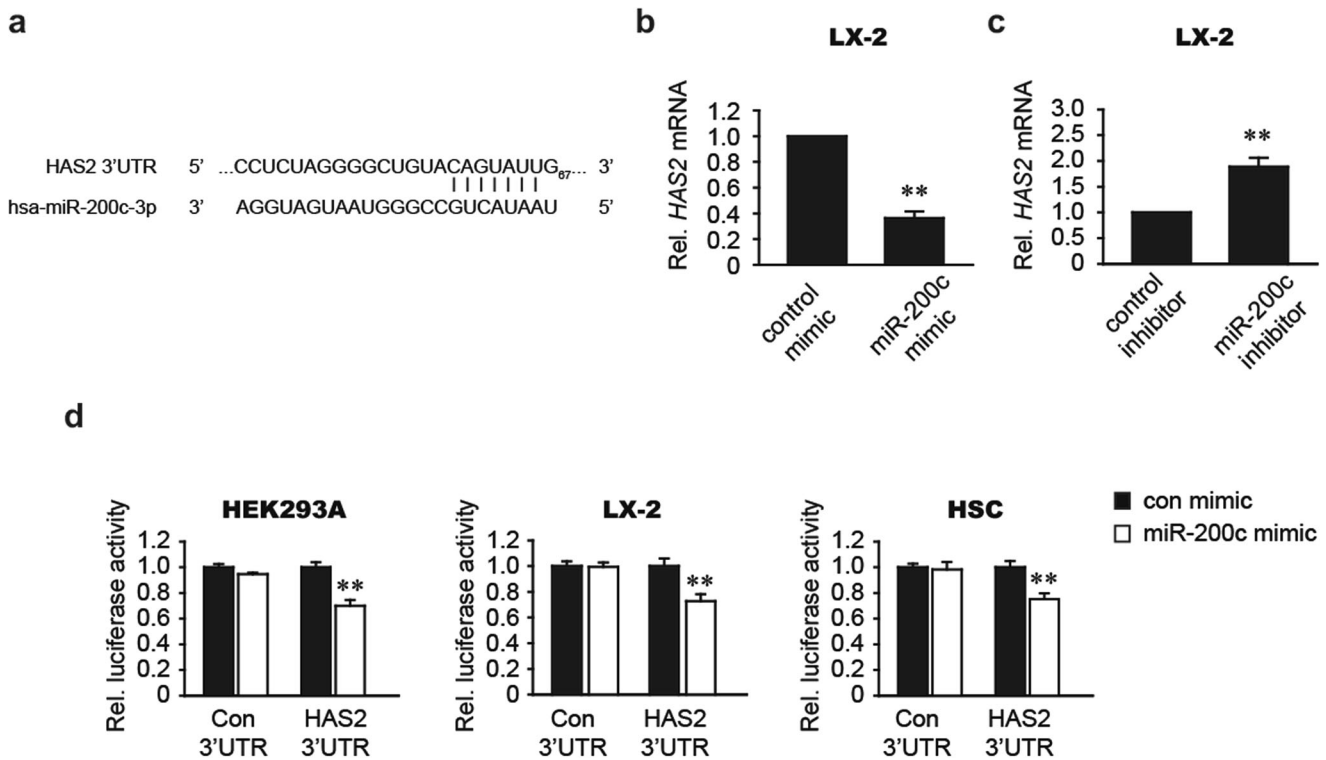 a
HAS2 3'UTR 5' ...CCUCUAGGGGCUGUACAGUAUUG67... 3'
hsa-miR-200c-3p 3' AGGUAGUAAUGGGCCGUCAUAAU 5'
b
LX-2
Rel. HAS2 mRNA
1.2
1.0
0.8
0.6
0.4
0.2
0
**
control mimic
miR-200c mimic
c
LX-2
Rel. HAS2 mRNA
3.0
2.5
2.0
1.5
1.0
0.5
0
**
control inhibitor
miR-200c inhibitor
d
HEK293A
Rel. luciferase activity
1.2
1.0
0.8
0.6
0.4
0.2
0
**
Con 3'UTR
HAS2 3'UTR
LX-2
Rel. luciferase activity
1.2
1.0
0.8
0.6
0.4
0.2
0
**
Con 3'UTR
HAS2 3'UTR
HSC
Rel. luciferase activity
1.2
1.0
0.8
0.6
0.4
0.2
0
**
Con 3'UTR
HAS2 3'UTR
con mimic
miR-200c mimic